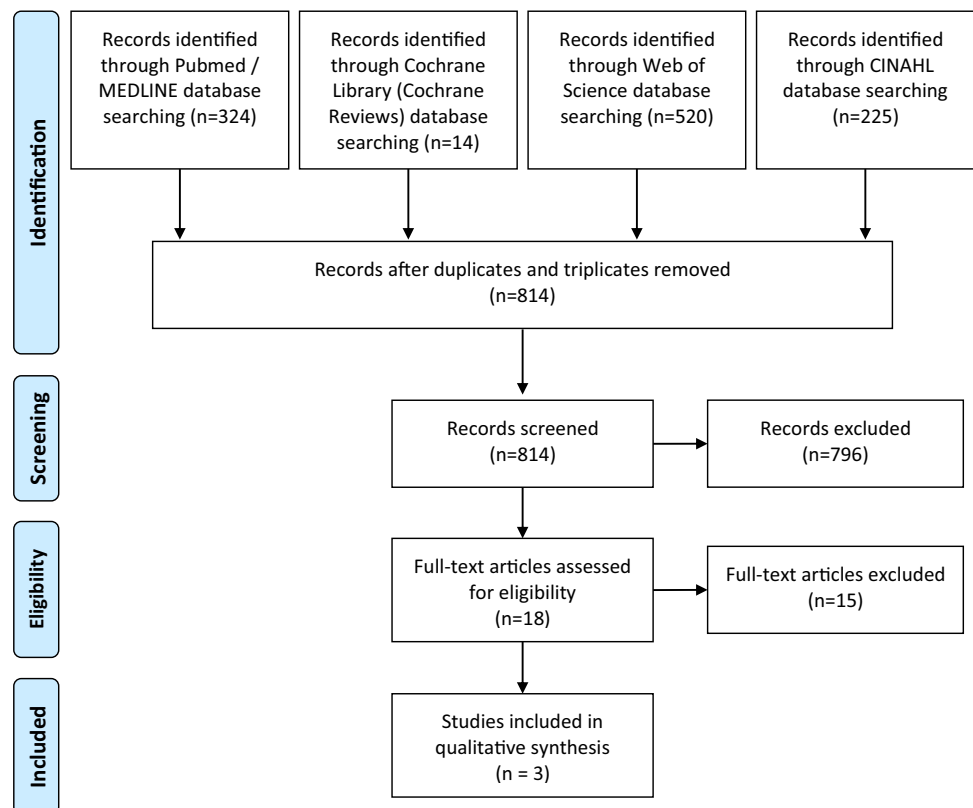 Identification
Records identified
through Pubmed /
MEDLINE database
searching (n=324)
Records identified
through Cochrane
Library (Cochrane
Reviews) database
searching (n=14)
Records identified
through Web of
Science database
searching (n=520)
Records identified
through CINAHL
database searching
(n=225)
Records after duplicates and triplicates removed
(n=814)
Screening
Records screened
(n=814)
Records excluded
(n=796)
Eligibility
Full-text articles assessed
for eligibility
(n=18)
Full-text articles excluded
(n=15)
Included
Studies included in
qualitative synthesis
(n = 3)